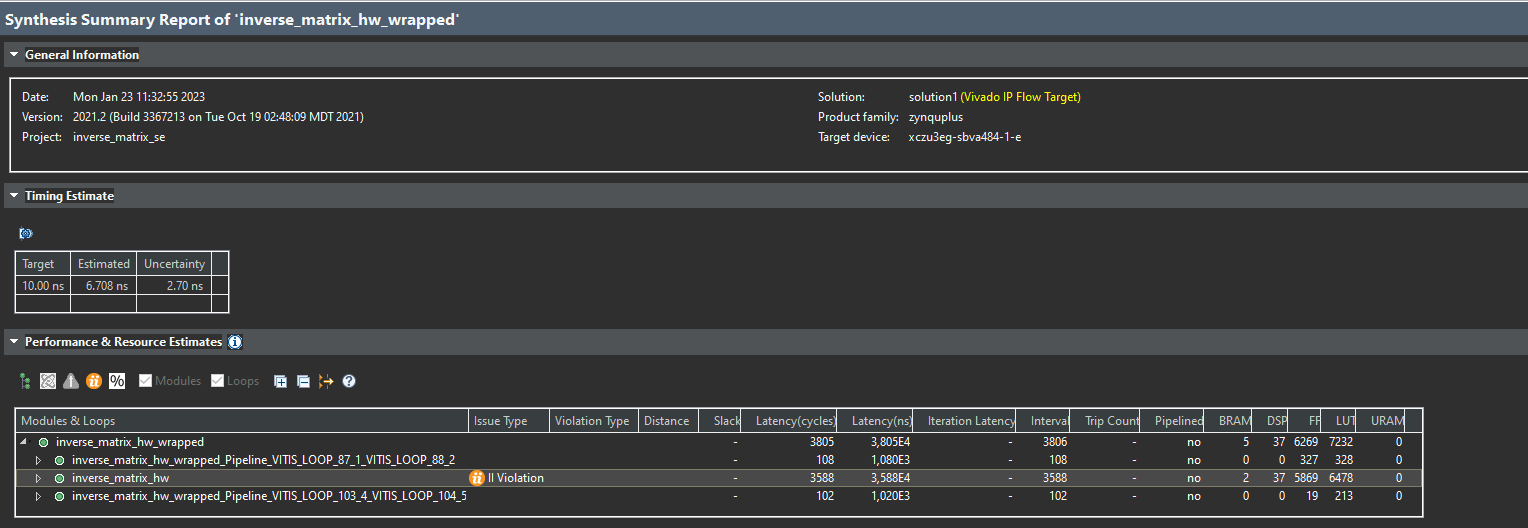 Synthesis Summary Report of 'inverse_matrix_hw_wrapped'
General Information
Date: Mon Jan 23 11:32:55 2023 Solution: solution1 (Vivado IP Flow Target)
Version: 2021.2 (Build 3367213 on Tue Oct 19 02:48:09 MDT 2021) Product family: zynquplus
Project: inverse_matrix_se Target device: xczu3eg-sbva484-1-e
Timing Estimate
Target Estimated Uncertainty
10.00 ns 6.708 ns 2.70 ns
Performance & Resource Estimates
% Modules Loops
Modules & Loops Issue Type Violation Type Distance Slack Latency(cycles) Latency(ns) Iteration Latency Interval Trip Count Pipelined BRAM DSP FF LUT URAM
inverse_matrix_hw_wrapped - 3805 3,805E4 - 3806 - no 5 37 6269 7232 0
inverse_matrix_hw_wrapped_Pipeline_VITIS_LOOP_87_1_VITIS_LOOP_88_2 - 108 1,080E3 - 108 - no 0 0 327 328 0
inverse_matrix_hw II Violation - 3588 3,588E4 - 3588 - no 2 37 5869 6478 0
inverse_matrix_hw_wrapped_Pipeline_VITIS_LOOP_103_4_VITIS_LOOP_104_5 - 102 1,020E3 - 102 - no 0 0 19 213 0